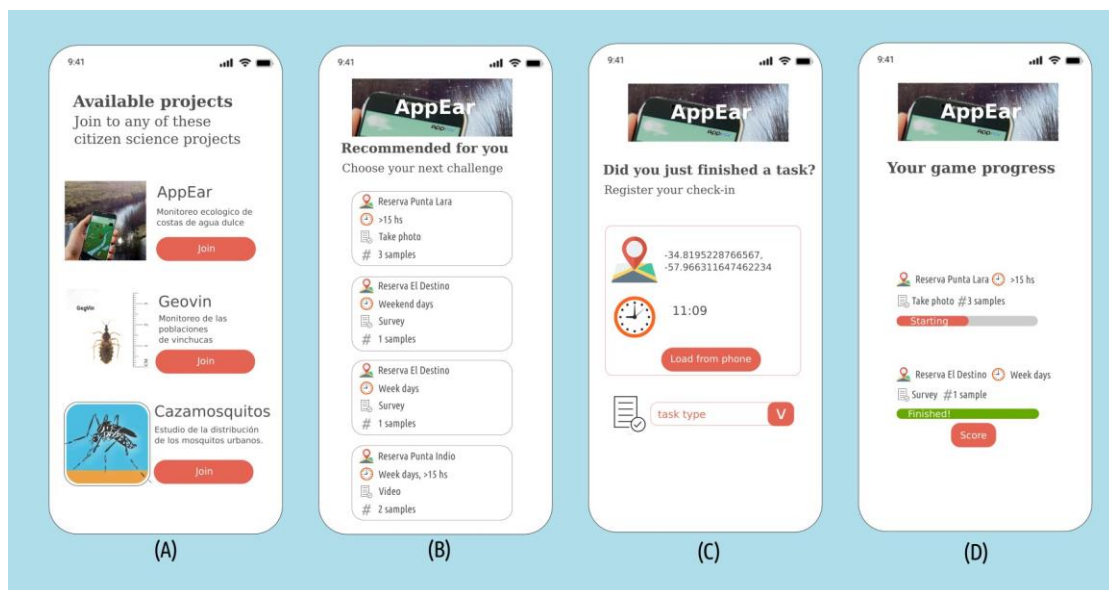 9:41
Available projects
Join to any of these
citizen science projects
AppEar
Monitoreo ecologico de
costas de agua dulce
Join
GeoVin
Geovin
Monitoreo de las
poblaciones
de vinchucas
Join
Cazamosquitos
Estudio de la distribución
de los mosquitos urbanos.
Join
(A)
9:41
AppEar
Recommended for you
Choose your next challenge
Reserva Punta Lara
>15 hs
Take photo
# 3 samples
Reserva El Destino
Weekend days
Survey
# 1 samples
Reserva El Destino
Week days
Survey
# 1 samples
Reserva Punta Indio
Week days, >15 hs
Video
# 2 samples
(B)
9:41
AppEar
Did you just finished a task?
Register your check-in
-34.8195228766567,
-57.966311647462234
11:09
Load from phone
task type V
(C)
9:41
AppEar
Your game progress
Reserva Punta Lara >15 hs
Take photo #3 samples
Starting
Reserva El Destino Week days
Survey #1 sample
Finished!
Score
(D)